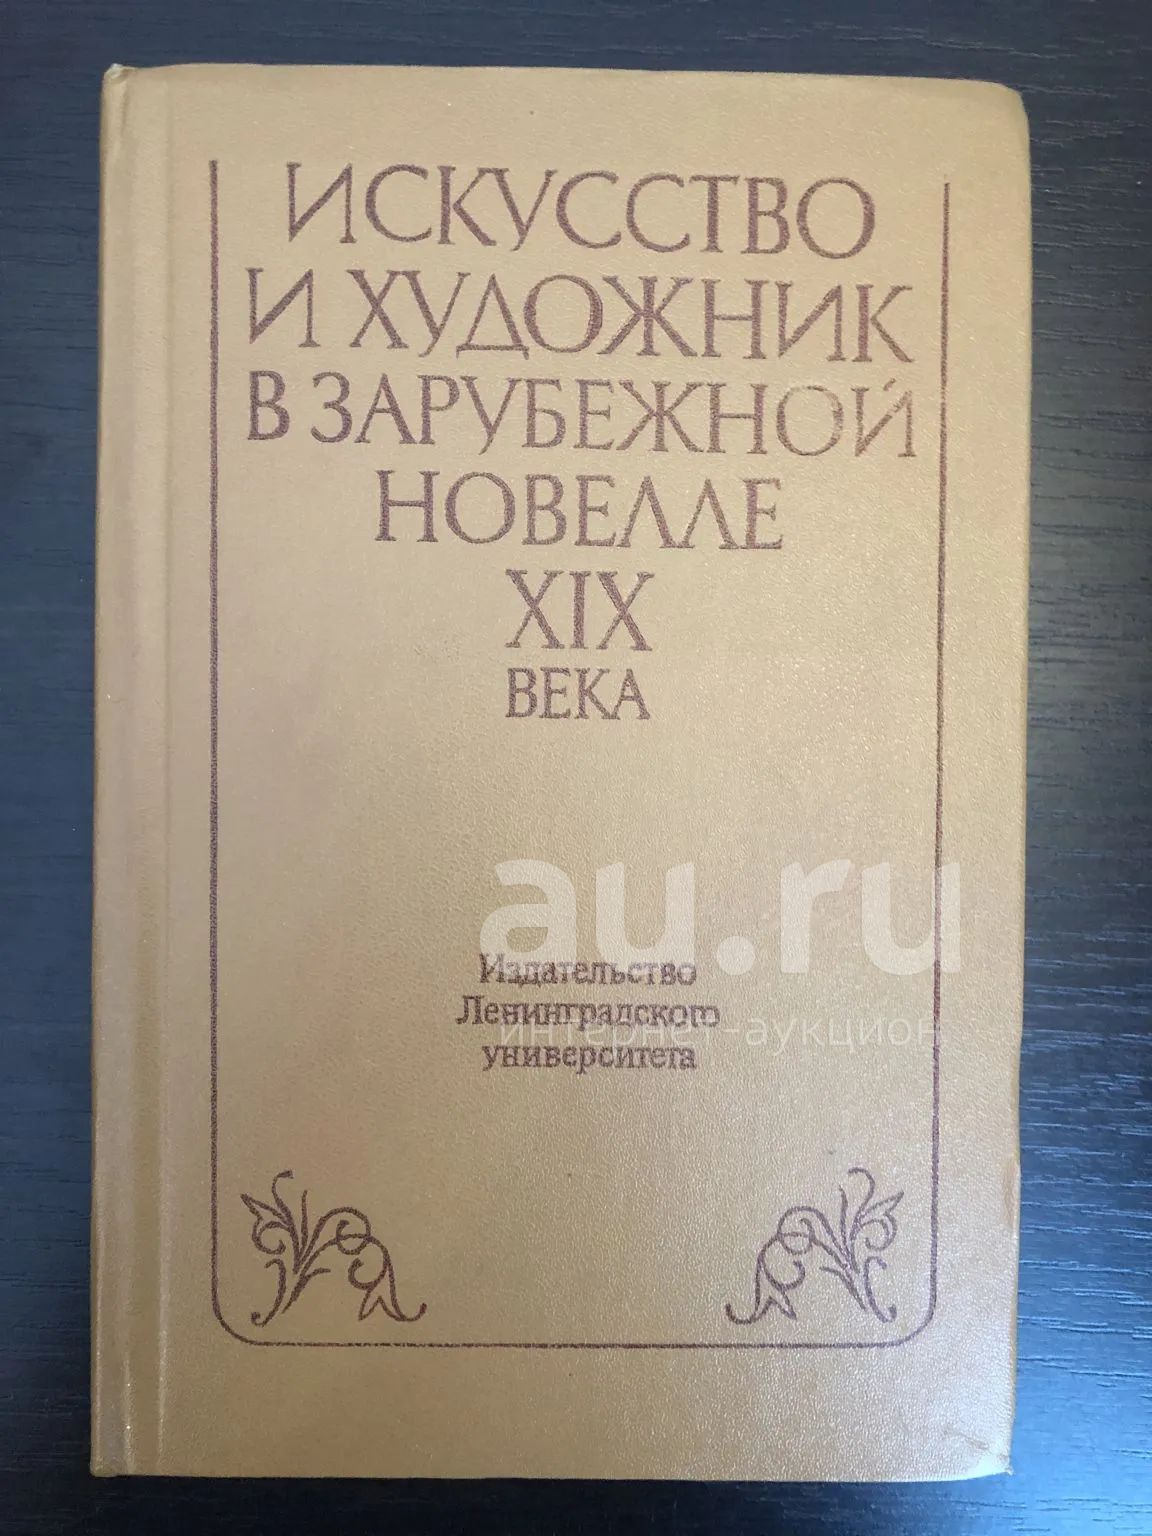 ИСКУССТВО
И ХУДОЖНИК
В ЗАРУБЕЖНОЙ
НОВЕЛЛЕ
XIX
ВЕКА
au.ru
Издательство
Ленинградского
интернет-аукцион
университета